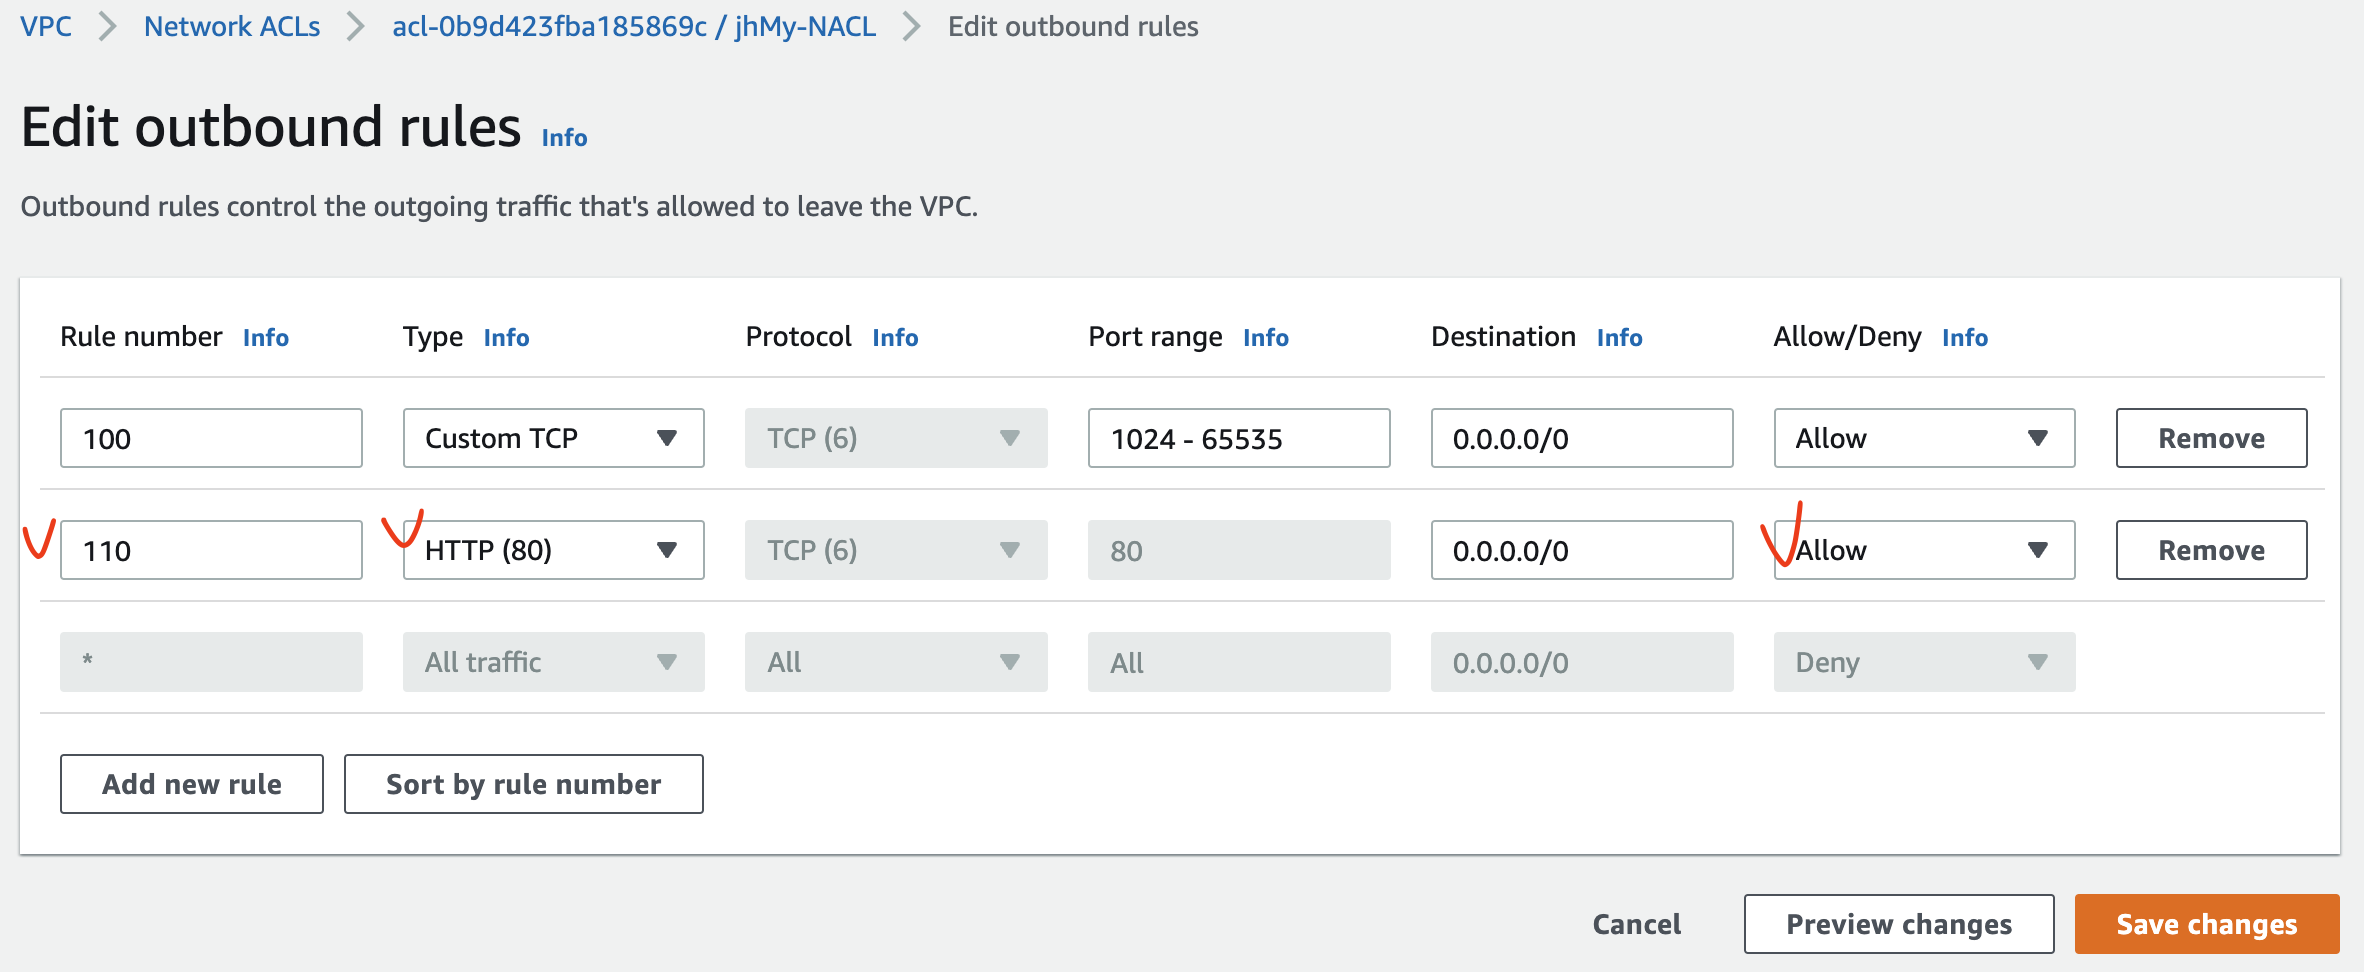 VPC > Network ACLs > acl-0b9d423fba185869c / jhMy-NACL > Edit outbound rules
Edit outbound rules Info
Outbound rules control the outgoing traffic that's allowed to leave the VPC.
Rule number Info Type Info Protocol Info Port range Info Destination Info Allow/Deny Info
100 Custom TCP TCP (6) 1024 - 65535 0.0.0.0/0 Allow Remove
110 HTTP (80) TCP (6) 80 0.0.0.0/0 Allow Remove
* All traffic All All 0.0.0.0/0 Deny
Add new rule Sort by rule number
Cancel Preview changes Save changes